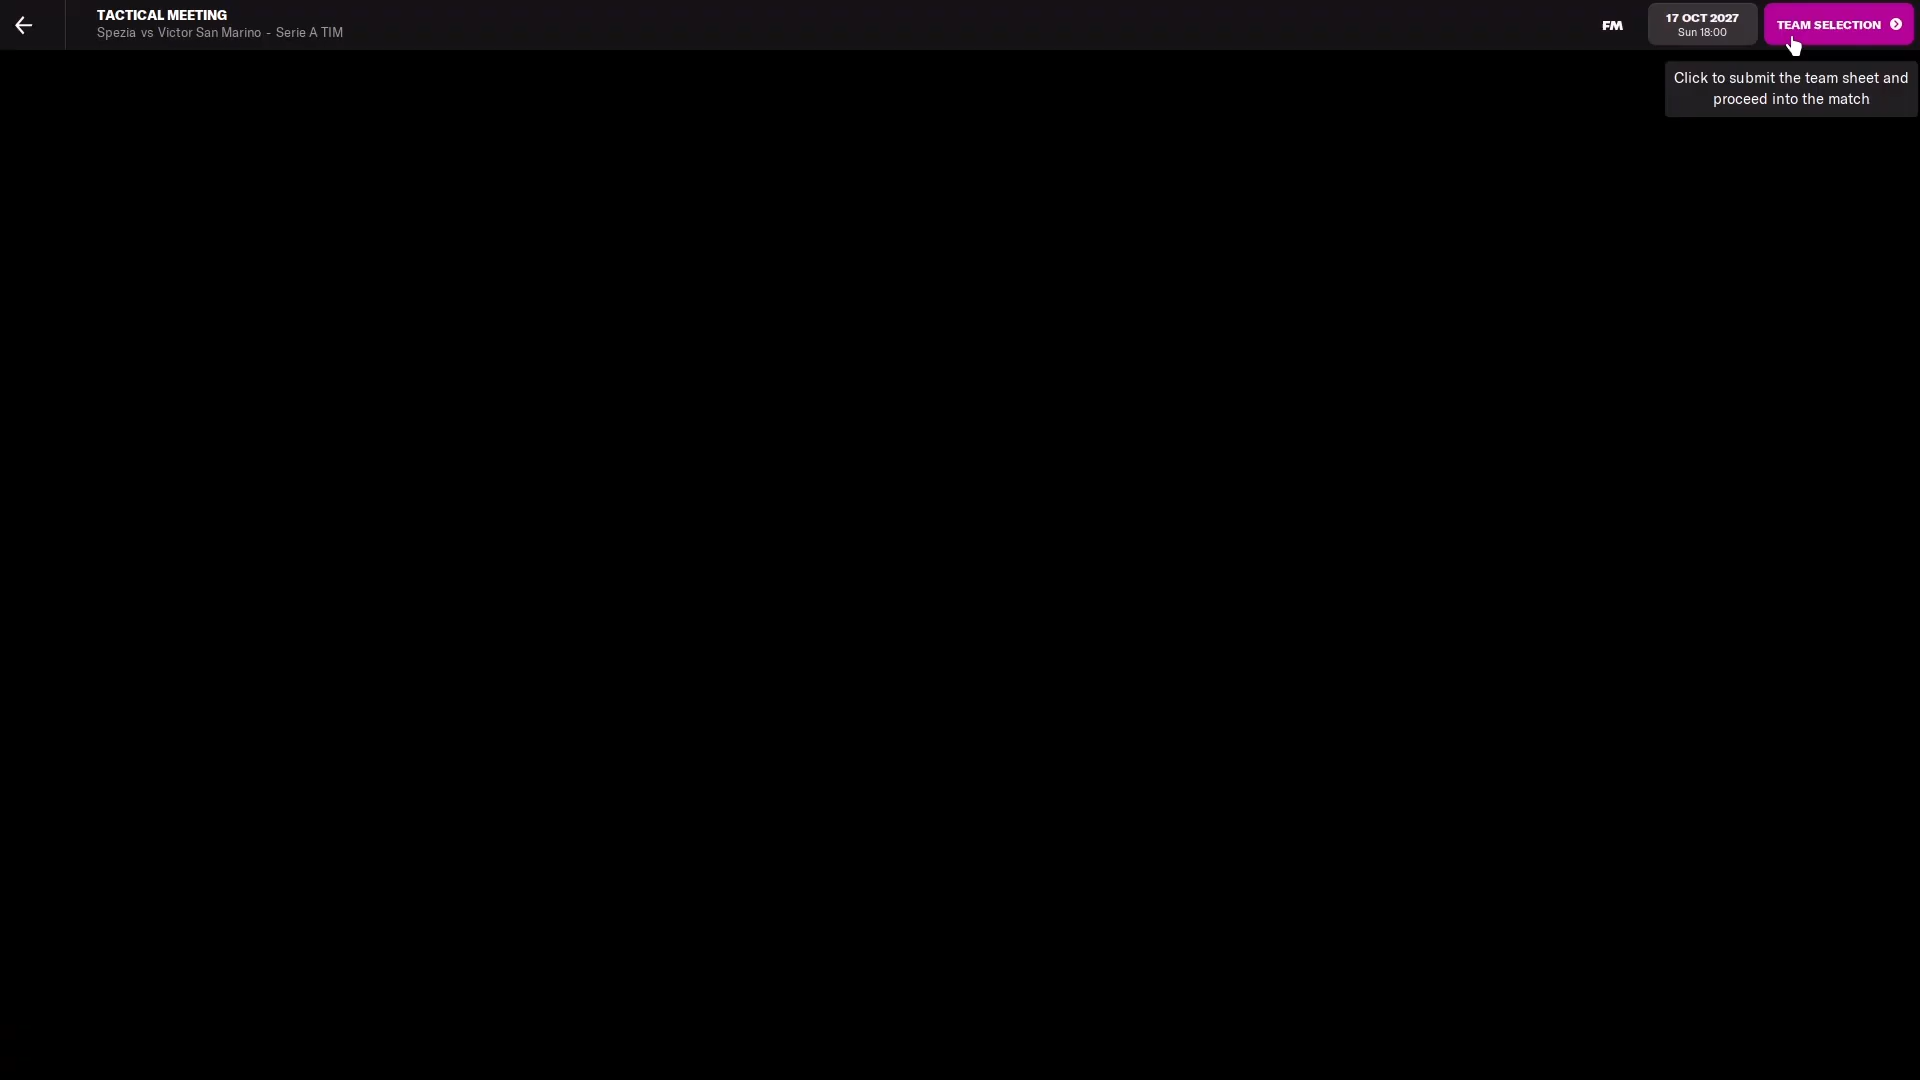 TACTICAL MEETING
Spezia vs Victor San Marino - Serie A TIM
FM
17 OCT 2027
Sun 18:00
TEAM SELECTION
Click to submit the team sheet and
proceed into the match